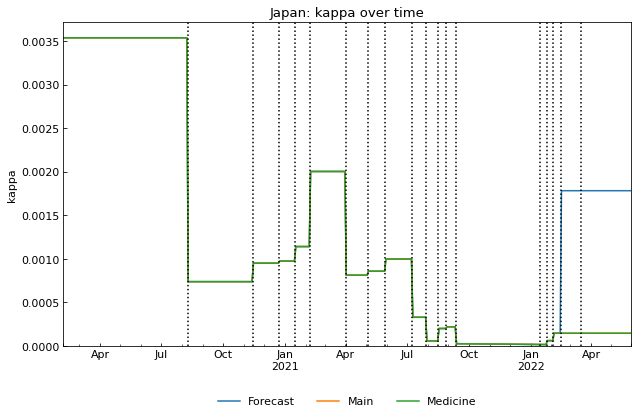 Japan: kappa over time
0.0035
0.0030
0.0025
0.0020
0.0015
0.0010
0.0005
0.0000
kappa
Apr Jul Oct Jan Apr Jul Oct Jan Apr
2021 2022
Forecast Main Medicine